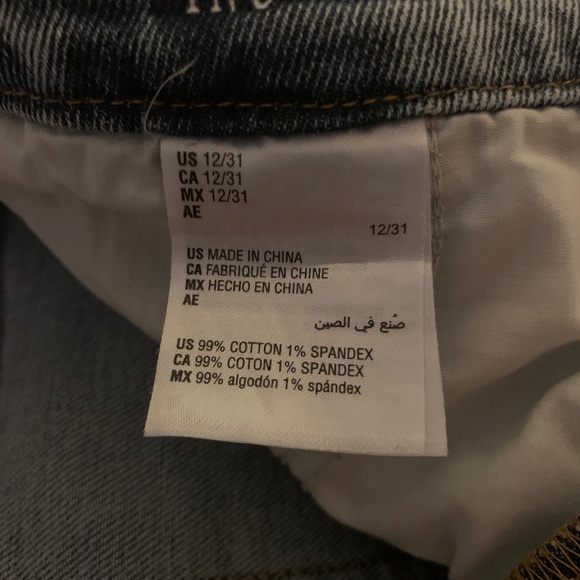 US 12/31
CA 12/31
MX 12/31
AE
12/31
US MADE IN CHINA
CA FABRIQUÉ EN CHINE
MX HECHO EN CHINA
AE
صُنع في الصين
US 99% COTTON 1% SPANDEX
CA 99% COTON 1% SPANDEX
MX 99% algodón 1% spándex